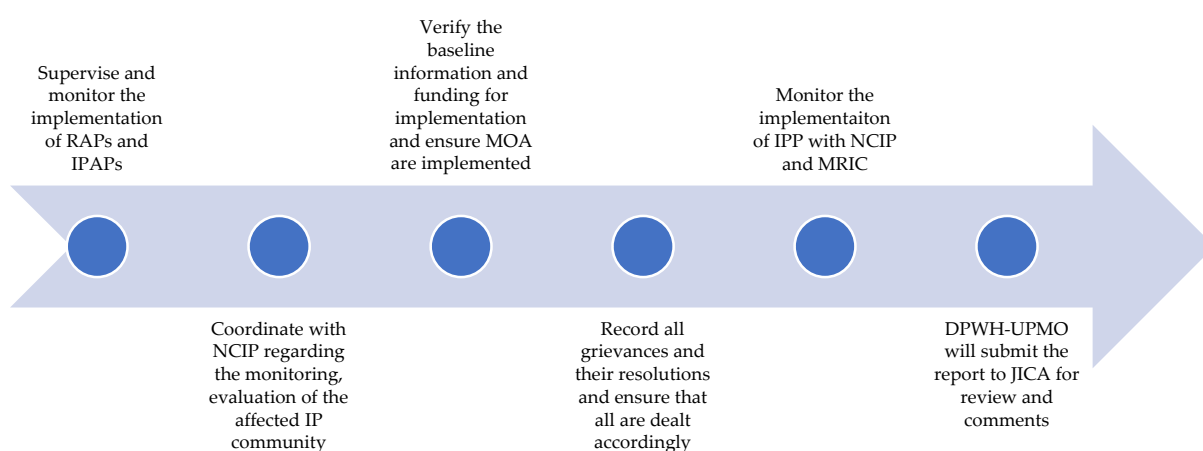 Supervise and
monitor the
implementation
of RAPs and
IPAPs
Coordinate with
NCIP regarding
the monitoring,
evaluation of the
affected IP
community
Verify the
baseline
information and
funding for
implementation
and ensure MOA
are implemented
Record all
grievances and
their resolutions
and ensure that
all are dealt
accordingly
Monitor the
implementaiton
of IPP with NCIP
and MRIC
DPWH-UPMO
will submit the
report to JICA for
review and
comments